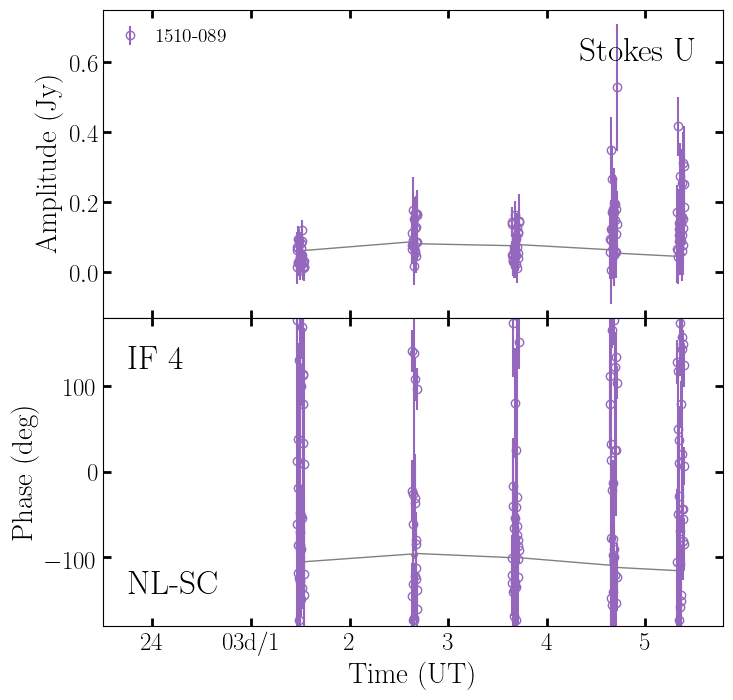 1510-089
Stokes U
0.6
0.4
0.2
0.0
Amplitude (Jy)
IF 4
100
0
−100
Phase (deg)
NL-SC
24 03d/1 2 3 4 5
Time (UT)